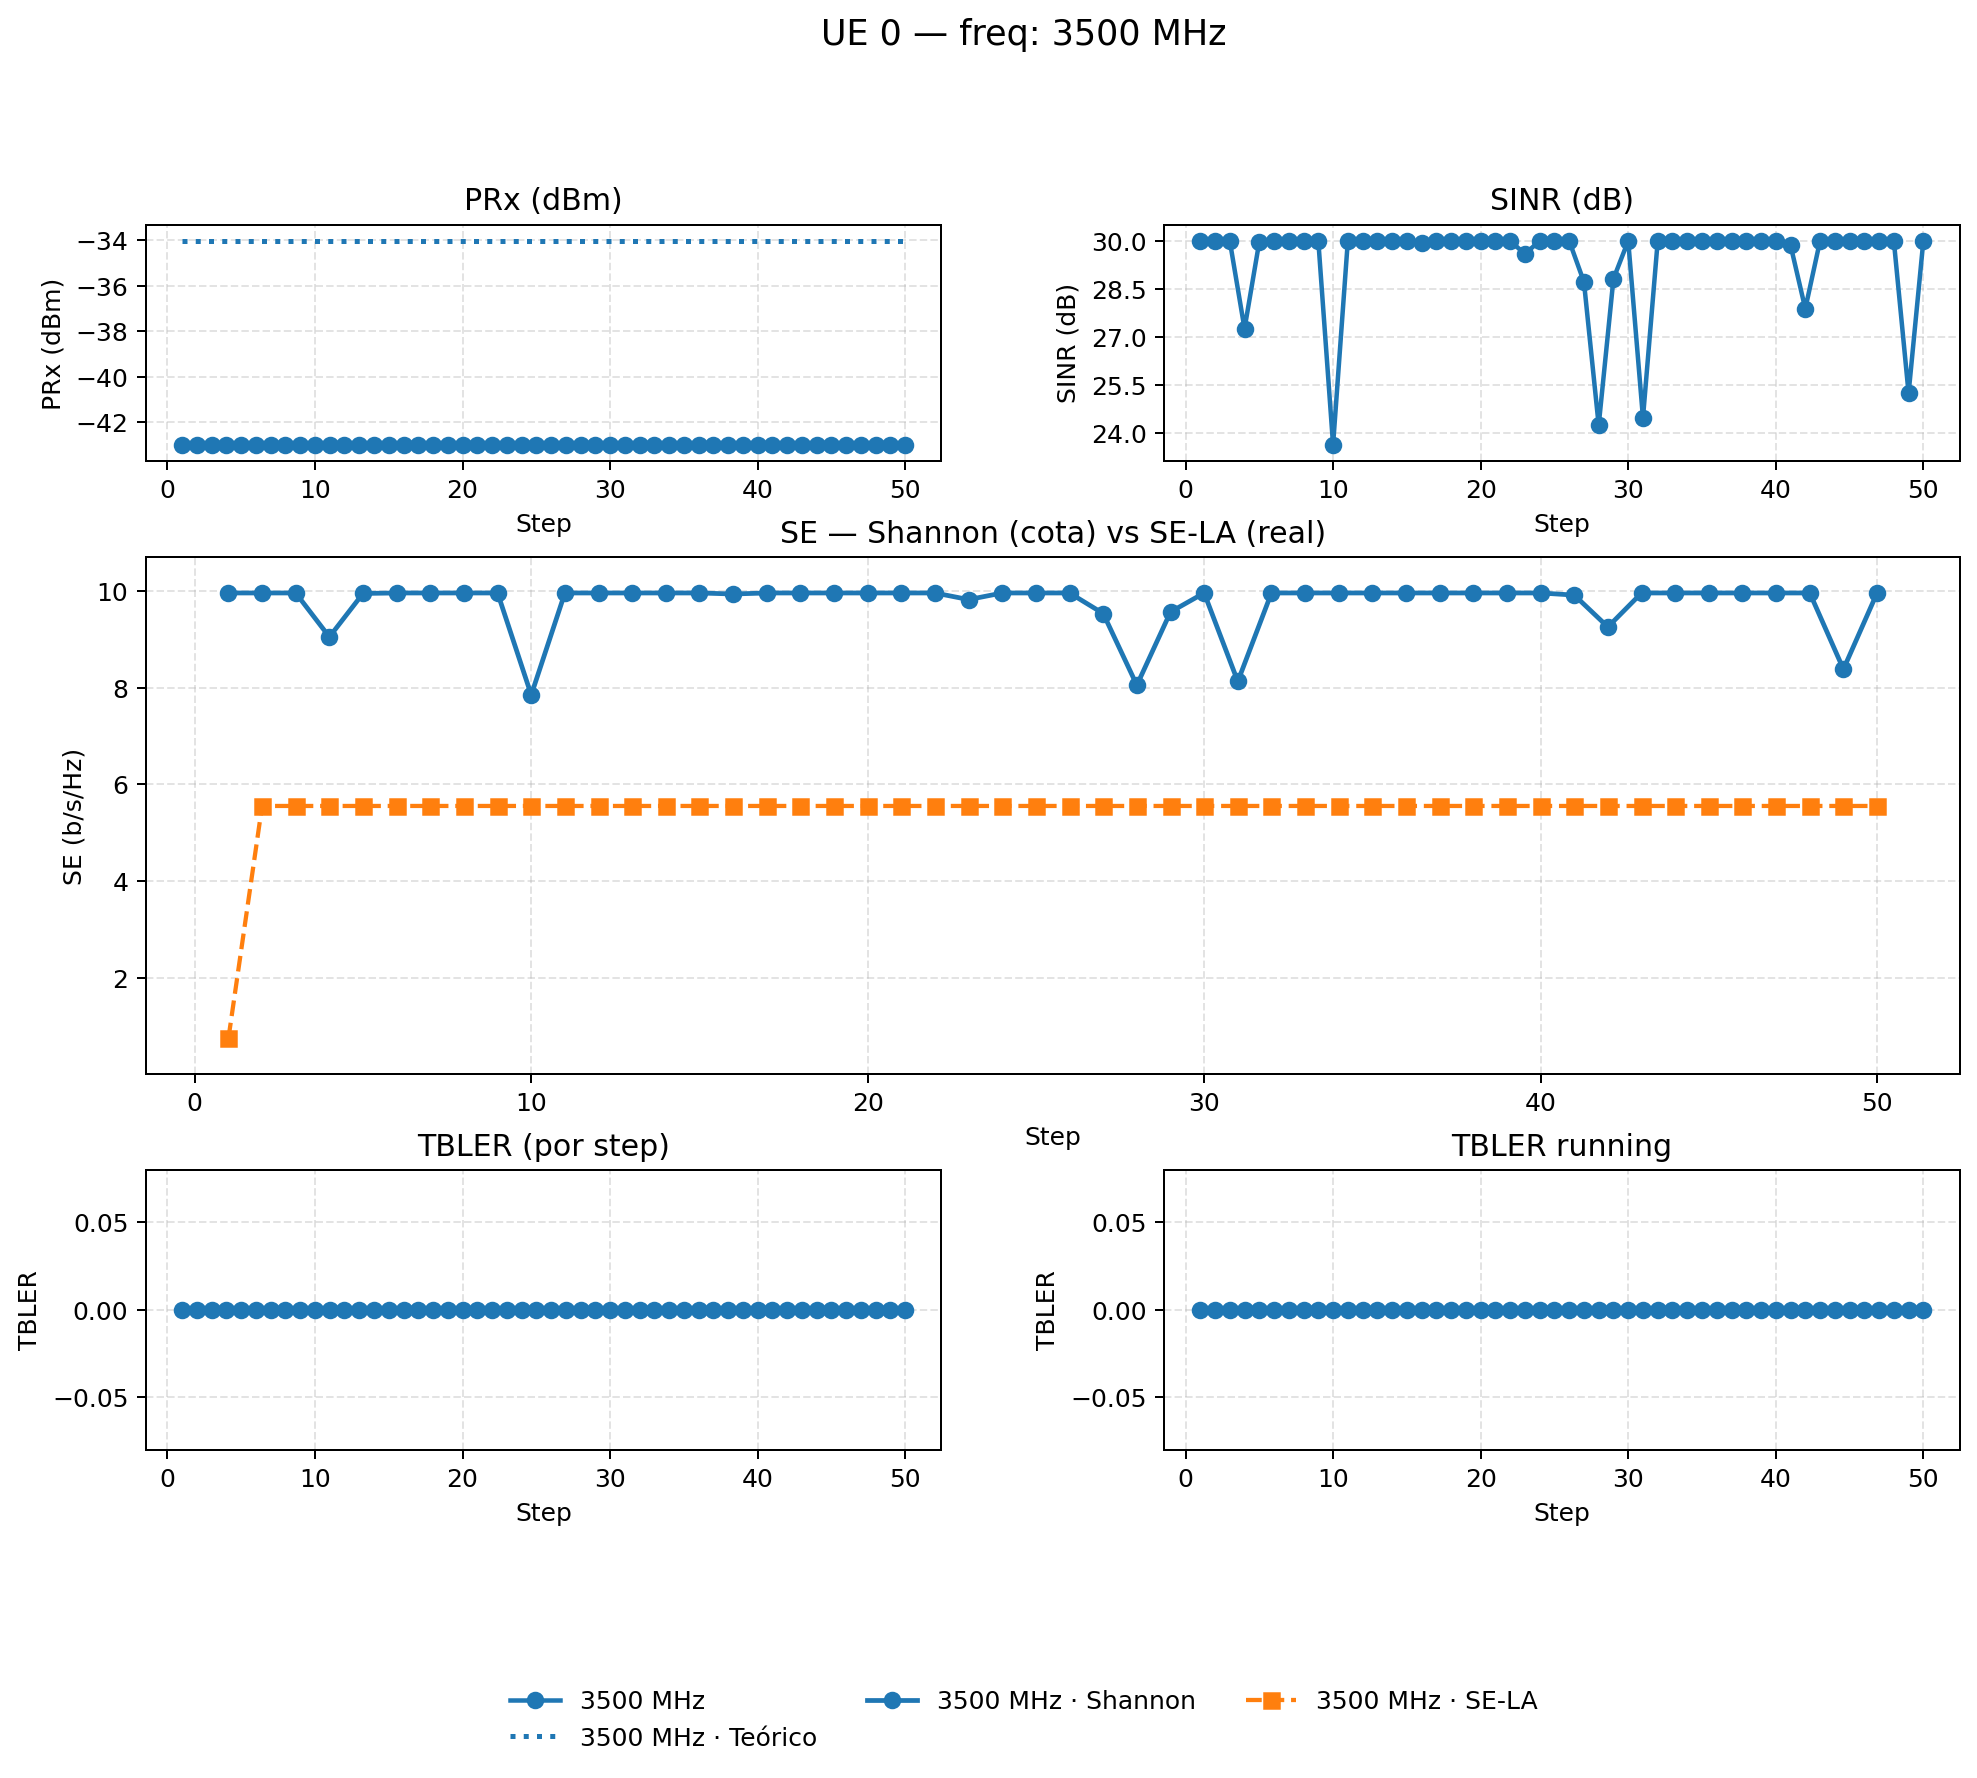 UE 0 — freq: 3500 MHz
PRx (dBm)
PRx (dBm)
−34
−36
−38
−40
−42
0 10 20 30 40 50
Step
SINR (dB)
SINR (dB)
30.0
28.5
27.0
25.5
24.0
0 10 20 30 40 50
Step
SE — Shannon (cota) vs SE-LA (real)
SE (b/s/Hz)
10
8
6
4
2
0 10 20 30 40 50
Step
TBLER (por step)
TBLER
0.05
0.00
−0.05
0 10 20 30 40 50
Step
TBLER running
TBLER
0.05
0.00
−0.05
0 10 20 30 40 50
Step
3500 MHz
3500 MHz · Teórico
3500 MHz · Shannon
3500 MHz · SE-LA